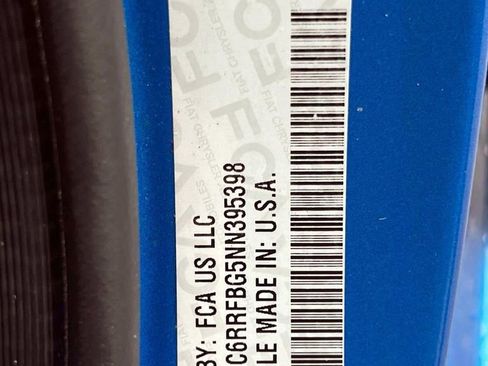 BY: FCA US LLC
C6RRFBG5NN395398
LE MADE IN: U.S.A.